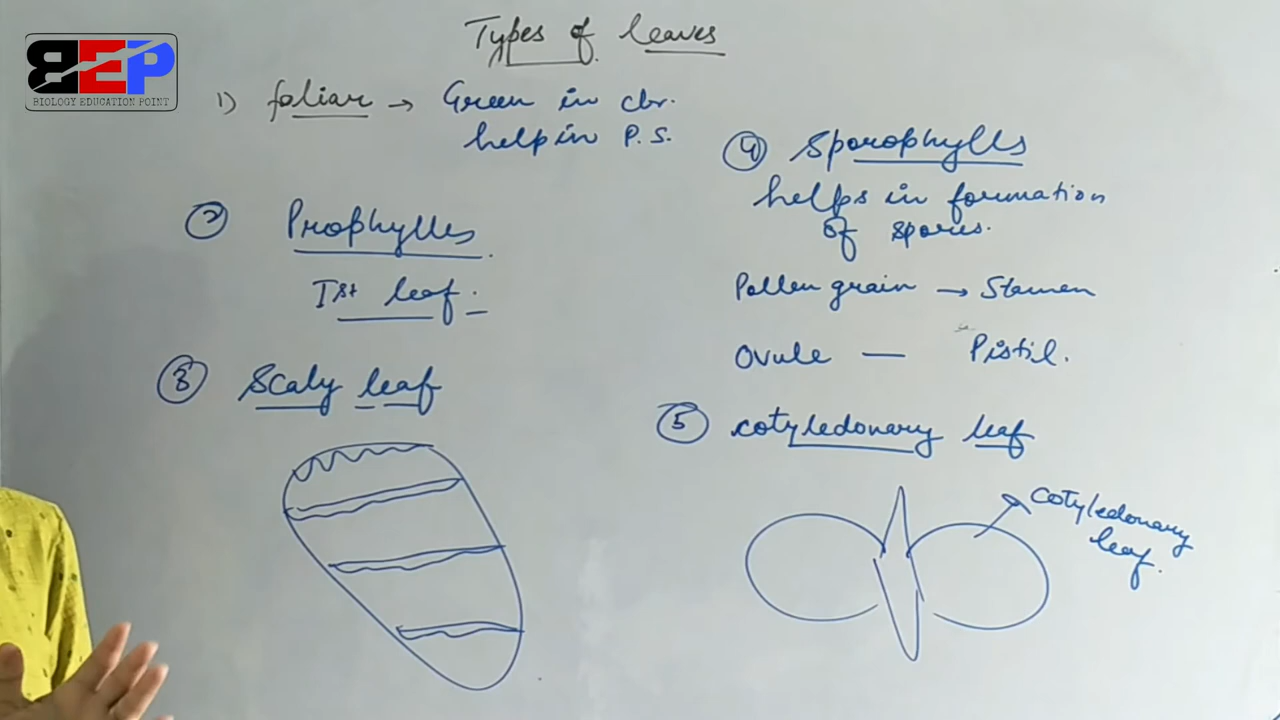 BEP
BIOLOGY EDUCATION POINT
Types of leaves
1) foliar → Green in clr.
help in P.S.
② Prophylls
Ist leaf.
③ Scaly leaf
④ Sporophylls
helps in formation
of spores.
Pollen grain → Stamen
Ovule — Pistil.
⑤ cotyledonary leaf
Cotyledonary
leaf.